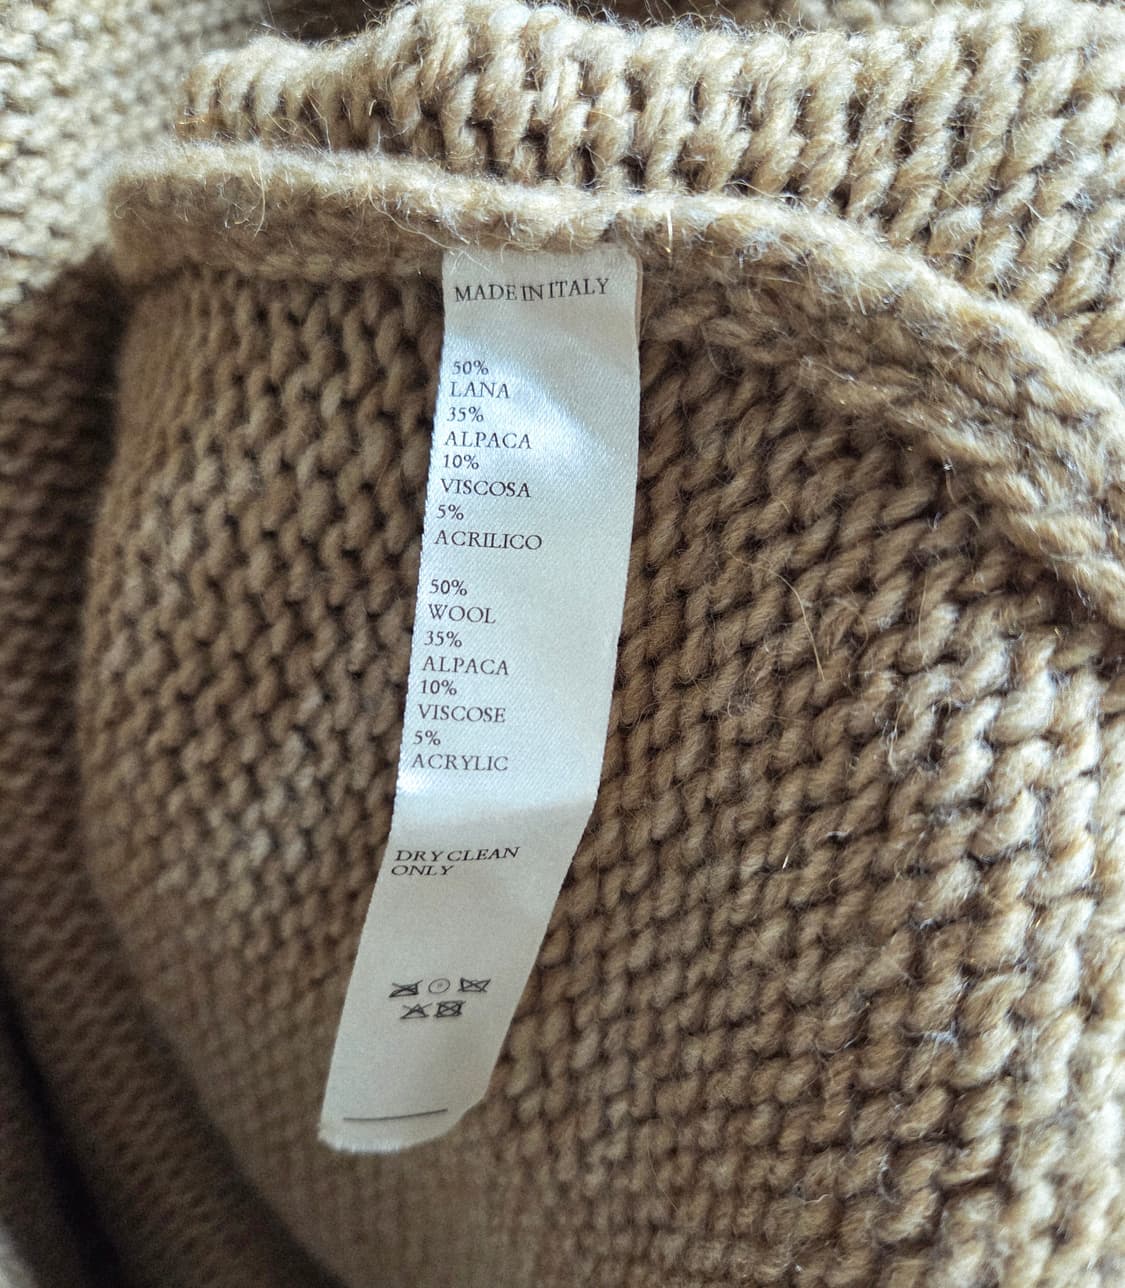 MADE IN ITALY
50%
LANA
35%
ALPACA
10%
VISCOSA
5%
ACRILICO
50%
WOOL
35%
ALPACA
10%
VISCOSE
5%
ACRYLIC
DRY CLEAN
ONLY